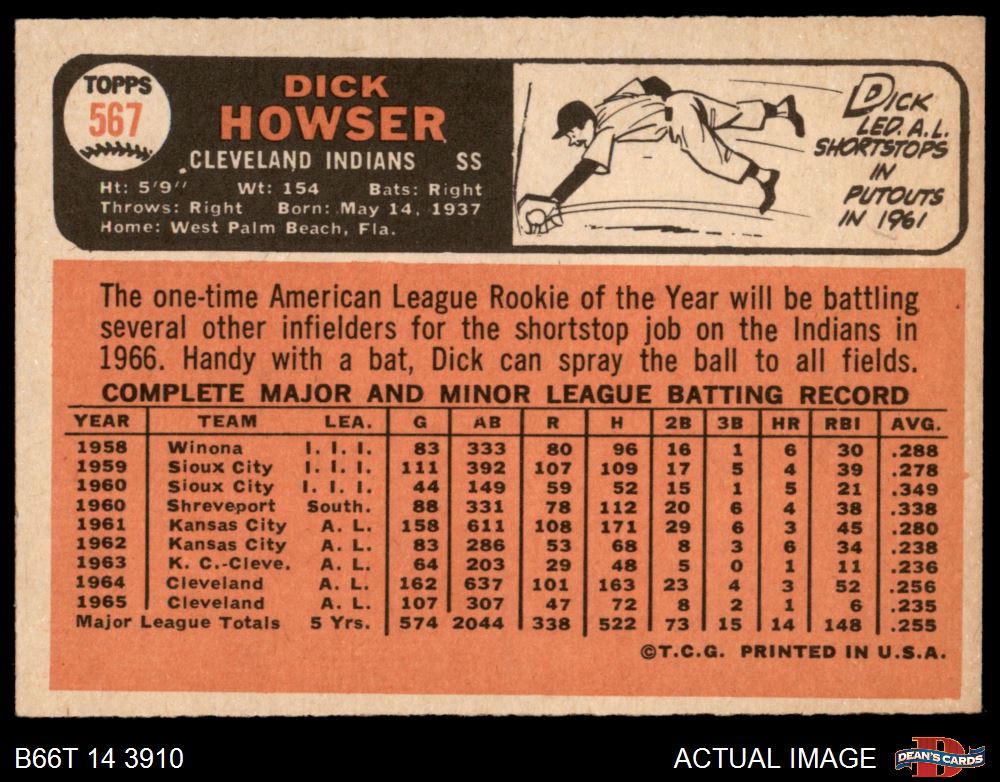 TOPPS
567
DICK
HOWSER
CLEVELAND INDIANS SS
Ht: 5'9" Wt: 154 Bats: Right
Throws: Right Born: May 14, 1937
Home: West Palm Beach, Fla.
DICK
LED. A.L.
SHORTSTOPS
IN
PUTOUTS
IN 1961
The one-time American League Rookie of the Year will be battling
several other infielders for the shortstop job on the Indians in
1966. Handy with a bat, Dick can spray the ball to all fields.
COMPLETE MAJOR AND MINOR LEAGUE BATTING RECORD
YEAR TEAM LEA. G AB R H 2B 3B HR RBI AVG.
1958 Winona I. I. I. 83 333 80 96 16 1 6 30 .288
1959 Sioux City I. I. I. 111 392 107 109 17 5 4 39 .278
1960 Sioux City I. I. I. 44 149 59 52 15 1 5 21 .349
1960 Shreveport South. 88 331 78 112 20 6 4 38 .338
1961 Kansas City A. L. 158 611 108 171 29 6 3 45 .280
1962 Kansas City A. L. 83 286 53 68 8 3 6 34 .238
1963 K. C.-Cleve. A. L. 64 203 29 48 5 0 1 11 .236
1964 Cleveland A. L. 162 637 101 163 23 4 3 52 .256
1965 Cleveland A. L. 107 307 47 72 8 2 1 6 .235
Major League Totals 5 Yrs. 574 2044 338 522 73 15 14 148 .255
©T.C.G. PRINTED IN U.S.A.
B66T 14 3910
ACTUAL IMAGE
D
DEAN'S CARDS